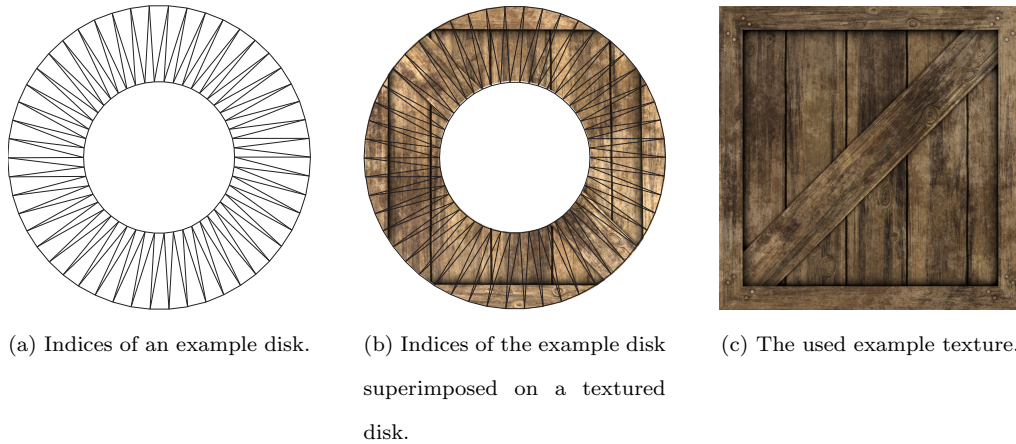 (a) Indices of an example disk.
(b) Indices of the example disk
superimposed on a textured
disk.
(c) The used example texture.